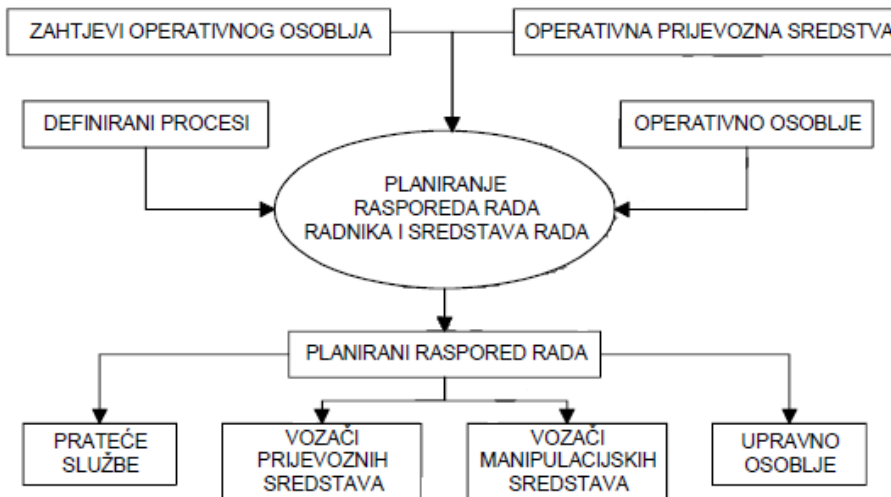 ZAHTJEVI OPERATIVNOG OSOBLJA
OPERATIVNA PRIJEVOZNA SREDSTVA
DEFINIRANI PROCESI
OPERATIVNO OSOBLJE
PLANIRANJE
RASPOREDA RADA
RADNIKA I SREDSTAVA RADA
PLANIRANI RASPORED RADA
PRATEĆE
SLUŽBE
VOZAČI
PRIJEVOZNIH
SREDSTAVA
VOZAČI
MANIPULACIJSKIH
SREDSTAVA
UPRAVNO
OSOBLJE